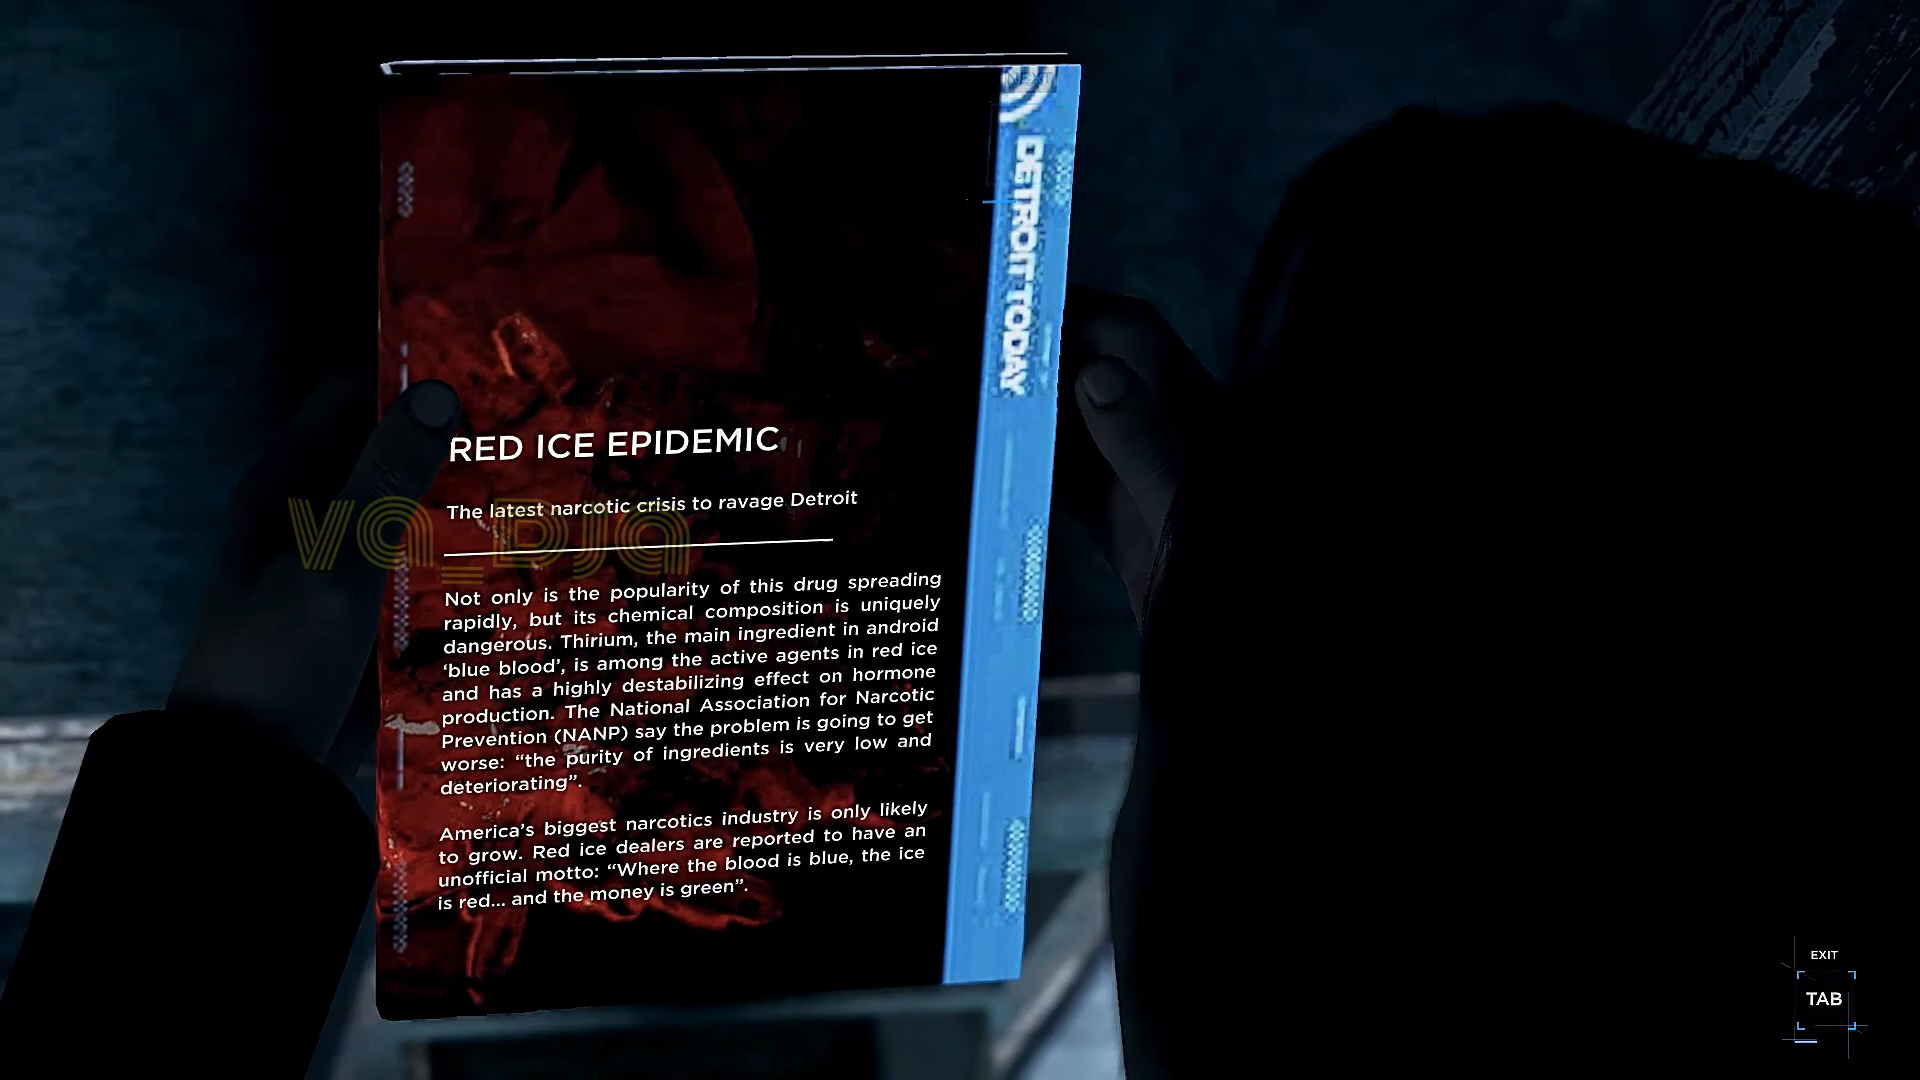 NEXT
DETROIT TODAY
RED ICE EPIDEMIC
The latest narcotic crisis to ravage Detroit
va_Dja
Not only is the popularity of this drug spreading
rapidly, but its chemical composition is uniquely
dangerous. Thirium, the main ingredient in android
‘blue blood’, is among the active agents in red ice
and has a highly destabilizing effect on hormone
production. The National Association for Narcotic
Prevention (NANP) say the problem is going to get
worse: “the purity of ingredients is very low and
deteriorating”.
America’s biggest narcotics industry is only likely
to grow. Red ice dealers are reported to have an
unofficial motto: “Where the blood is blue, the ice
is red... and the money is green”.
EXIT
TAB